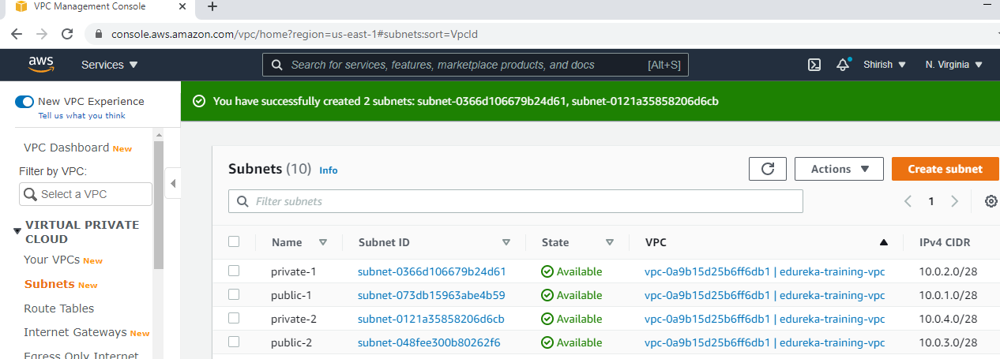 VPC Management Console
console.aws.amazon.com/vpc/home?region=us-east-1#subnets:sort=VpcId
aws Services Search for services, features, marketplace products, and docs [Alt+S] Shirish N. Virginia
New VPC Experience
Tell us what you think
You have successfully created 2 subnets: subnet-0366d106679b24d61, subnet-0121a35858206d6cb
VPC Dashboard New
Filter by VPC:
Select a VPC
VIRTUAL PRIVATE
CLOUD
Your VPCs New
Subnets New
Route Tables
Internet Gateways New
Egress Only Internet
Subnets (10) Info Actions Create subnet
Filter subnets 1
Name Subnet ID State VPC IPv4 CIDR
private-1 subnet-0366d106679b24d61 Available vpc-0a9b15d25b6ff6db1 | edureka-training-vpc 10.0.2.0/28
public-1 subnet-073db15963abe4b59 Available vpc-0a9b15d25b6ff6db1 | edureka-training-vpc 10.0.1.0/28
private-2 subnet-0121a35858206d6cb Available vpc-0a9b15d25b6ff6db1 | edureka-training-vpc 10.0.4.0/28
public-2 subnet-048fee300b80262f6 Available vpc-0a9b15d25b6ff6db1 | edureka-training-vpc 10.0.3.0/28